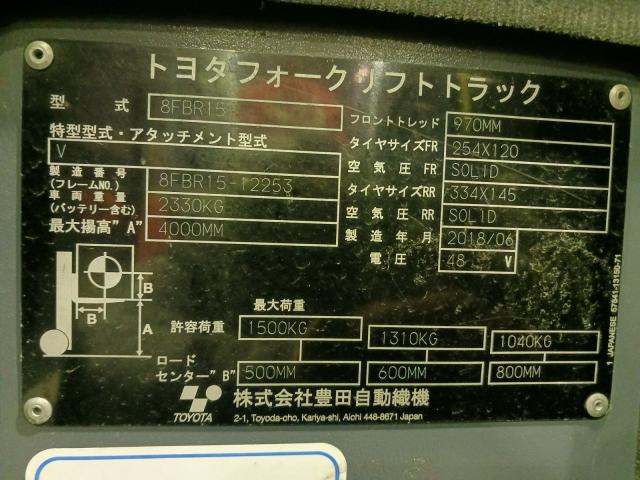 トヨタフォークリフトトラック
型式 8FBR15
特型型式・アタッチメント型式
V
製造番号
(フレームNO.) 8FBR15-12253
車両重量
(バッテリー含む) 2330KG
最大揚高"A" 4000MM
フロントトレッド 970MM
タイヤサイズFR 254X120
空気圧FR SOLID
タイヤサイズRR 334X145
空気圧RR SOLID
製造年月 2018/06
電圧 48 V
B
B
A
最大荷重
許容荷重 1500KG 1310KG 1040KG
ロード
センター"B" 500MM 600MM 800MM
TOYOTA 株式会社豊田自動織機
2-1, Toyoda-cho, Kariya-shi, Aichi 448-8671 Japan